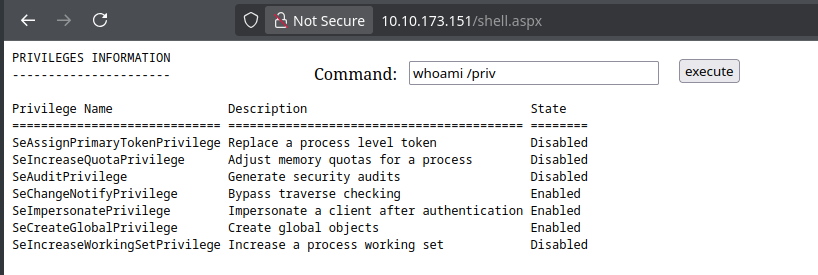 Not Secure 10.10.173.151/shell.aspx
PRIVILEGES INFORMATION
----------------------
Command: whoami /priv execute
Privilege Name Description State
============================= ========================================= ========
SeAssignPrimaryTokenPrivilege Replace a process level token Disabled
SeIncreaseQuotaPrivilege Adjust memory quotas for a process Disabled
SeAuditPrivilege Generate security audits Disabled
SeChangeNotifyPrivilege Bypass traverse checking Enabled
SeImpersonatePrivilege Impersonate a client after authentication Enabled
SeCreateGlobalPrivilege Create global objects Enabled
SeIncreaseWorkingSetPrivilege Increase a process working set Disabled